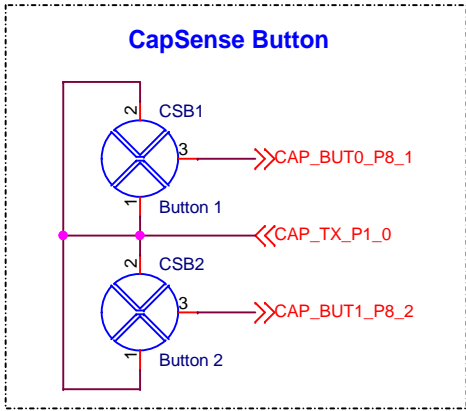 CapSense Button
2
CSB1
3
CAP_BUT0_P8_1
1
Button 1
CAP_TX_P1_0
2
CSB2
3
CAP_BUT1_P8_2
1
Button 2